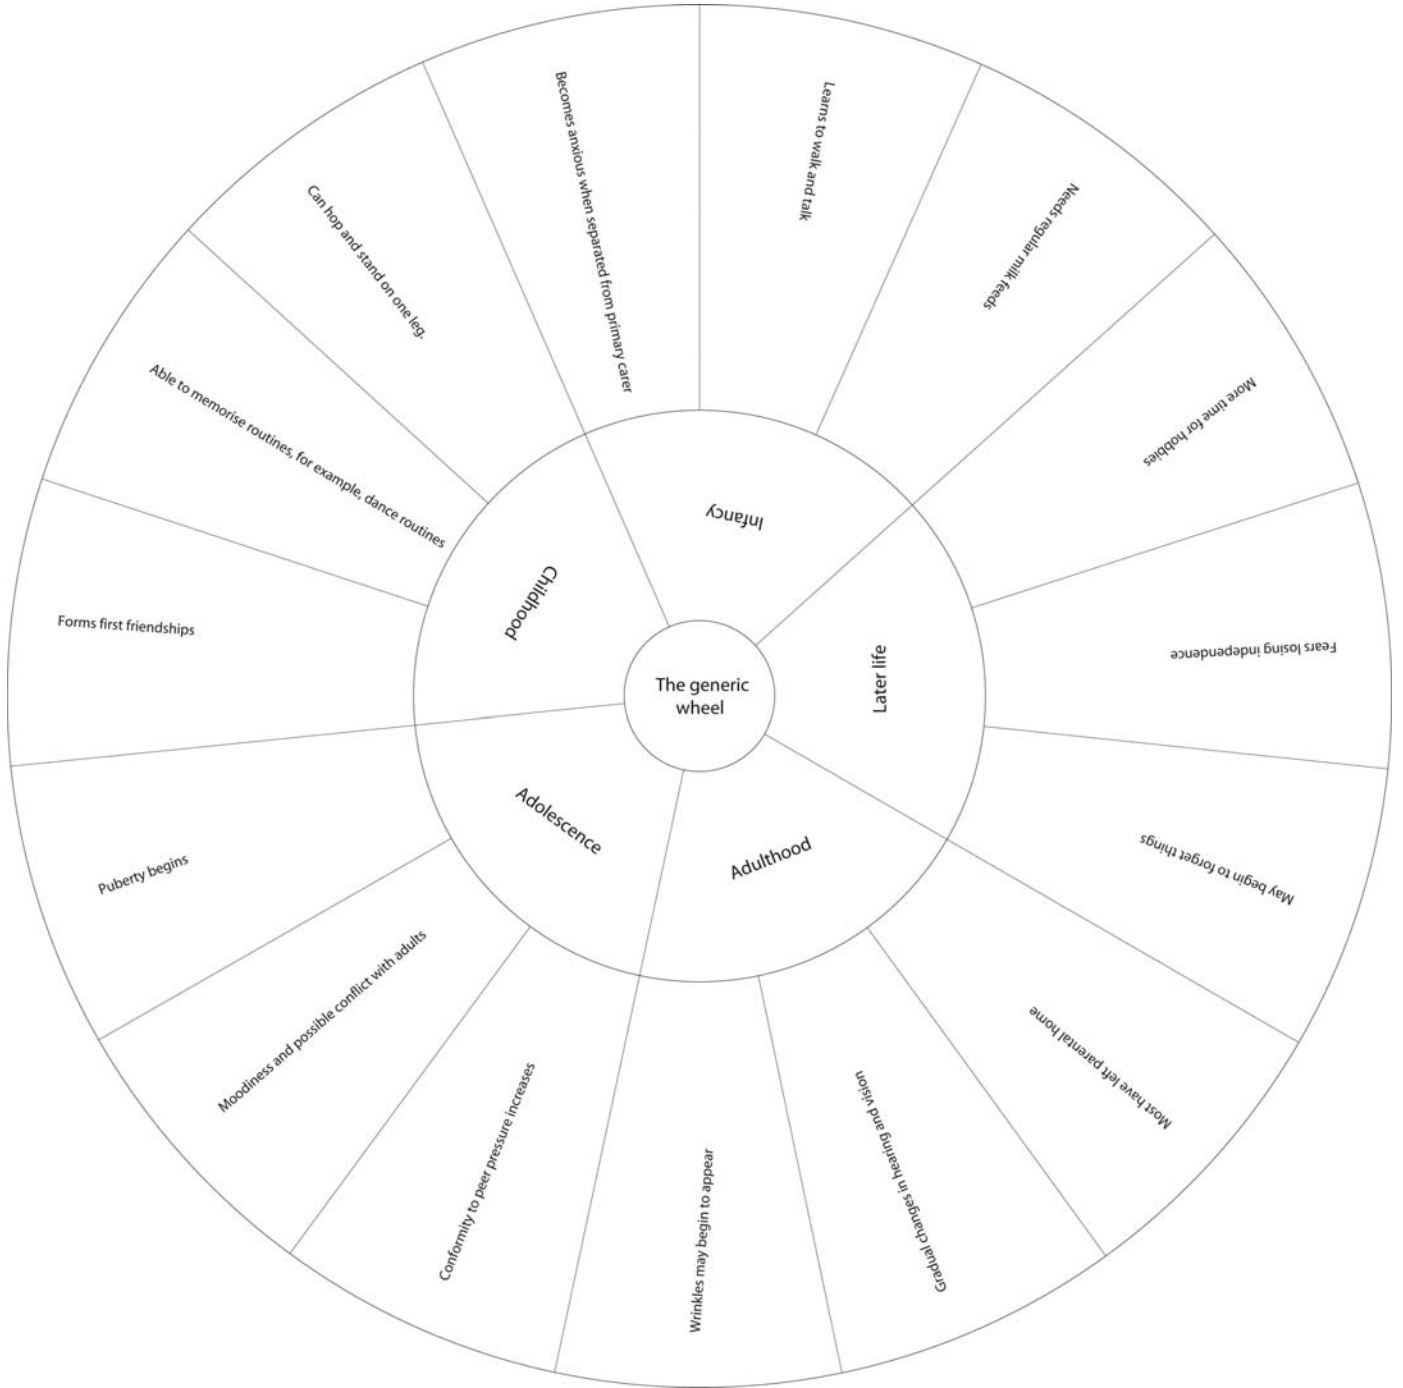 The generic
wheel
Infancy
Becomes anxious when separated from primary carer
Learns to walk and talk
Needs regular milk feeds
Later life
More time for hobbies
Fears losing independence
May begin to forget things
Adulthood
Most have left parental home
Gradual changes in hearing and vision
Wrinkles may begin to appear
Adolescence
Conformity to peer pressure increases
Moodiness and possible conflict with adults
Puberty begins
Childhood
Forms first friendships
Able to memorise routines, for example, dance routines
Can hop and stand on one leg.